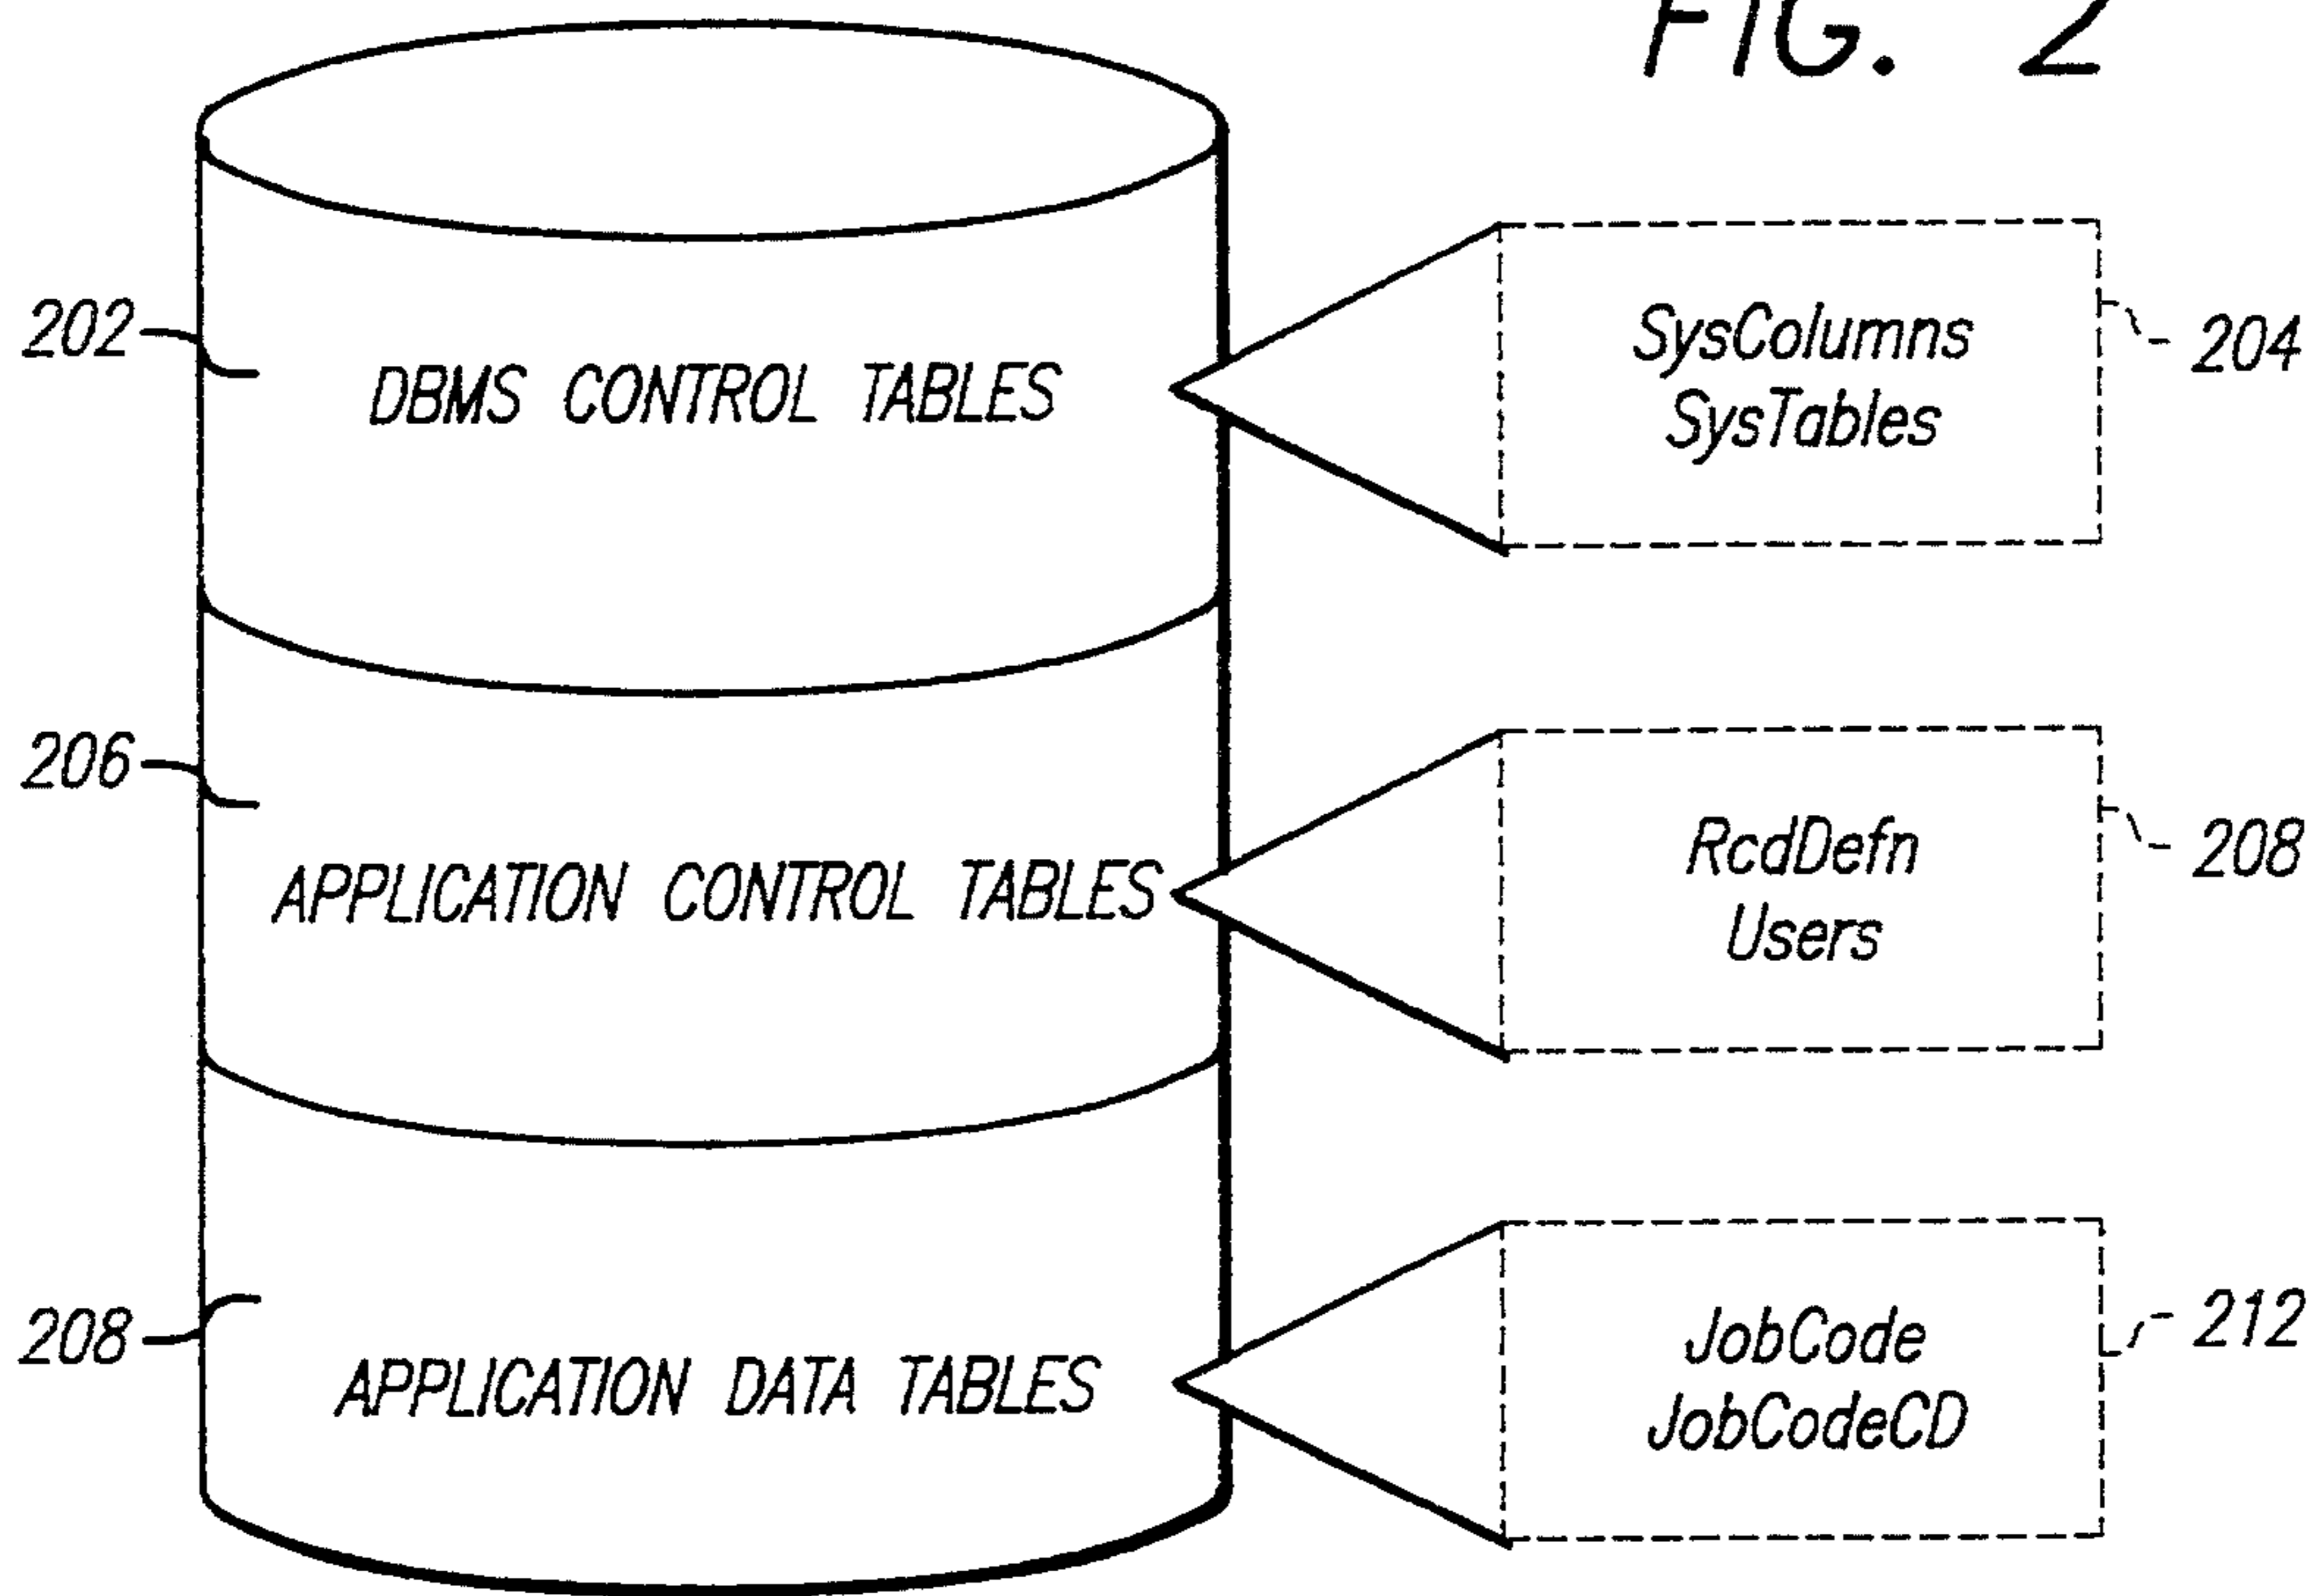 FIG. 2
202
DBMS CONTROL TABLES
SysColumns
SysTables
204
206
APPLICATION CONTROL TABLES
RcdDefn
Users
208
208
APPLICATION DATA TABLES
JobCode
JobCodeCD
212